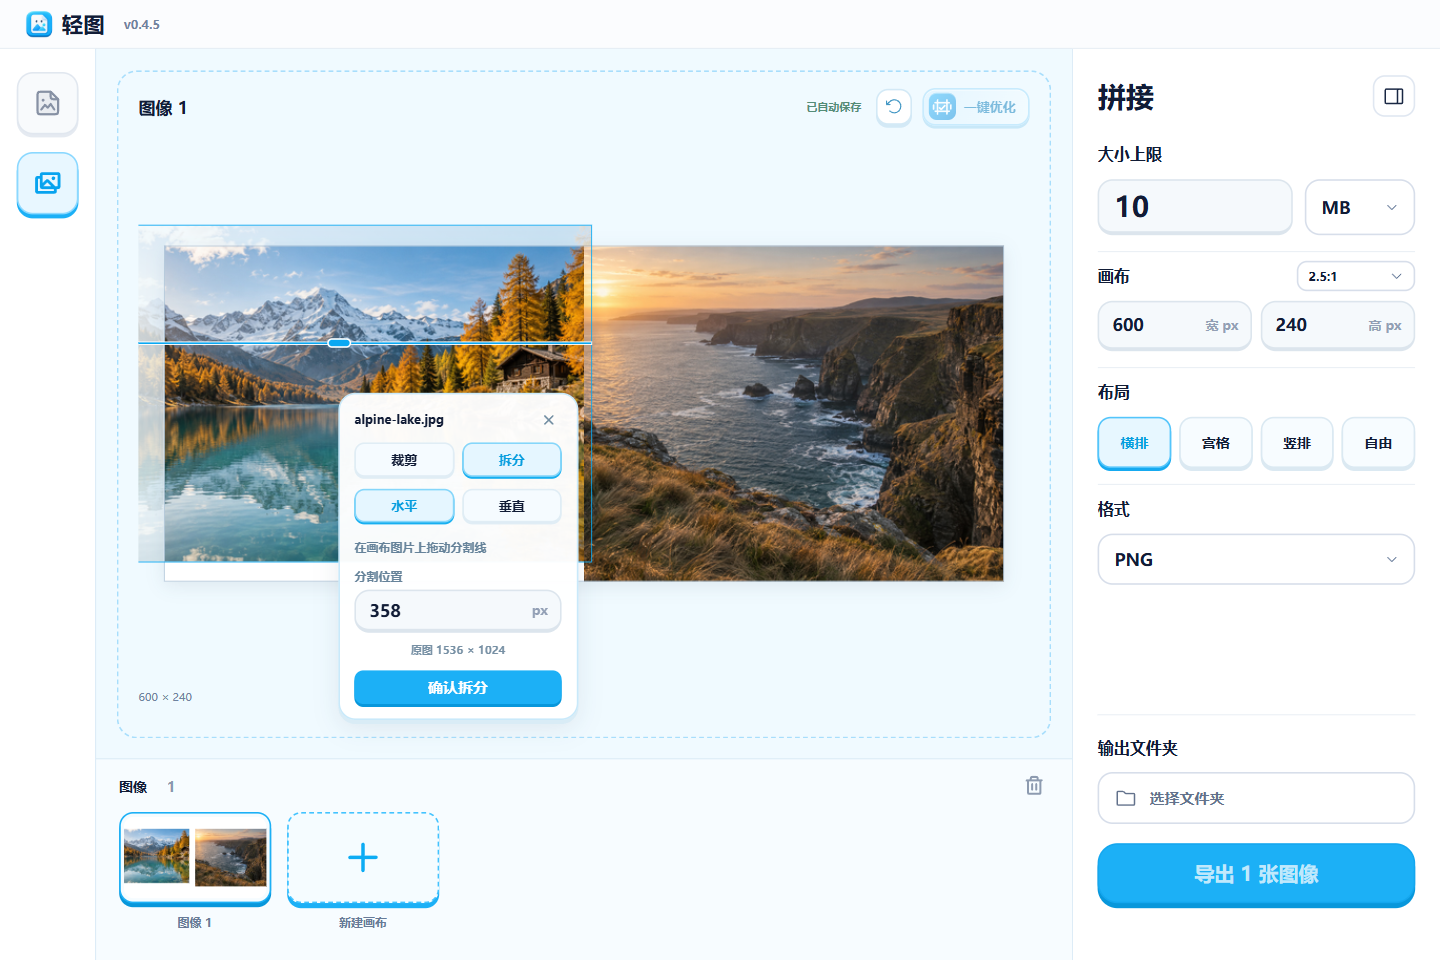 轻图 v0.4.5
图像 1
已自动保存
一键优化
alpine-lake.jpg
裁剪 拆分
水平 垂直
在画布图片上拖动分割线
分割位置
358 px
原图 1536 × 1024
确认拆分
600 × 240
图像 1
图像 1
新建画布
拼接
大小上限
10 MB
画布 2.5:1
600 宽 px 240 高 px
布局
横排 宫格 竖排 自由
格式
PNG
输出文件夹
选择文件夹
导出 1 张图像